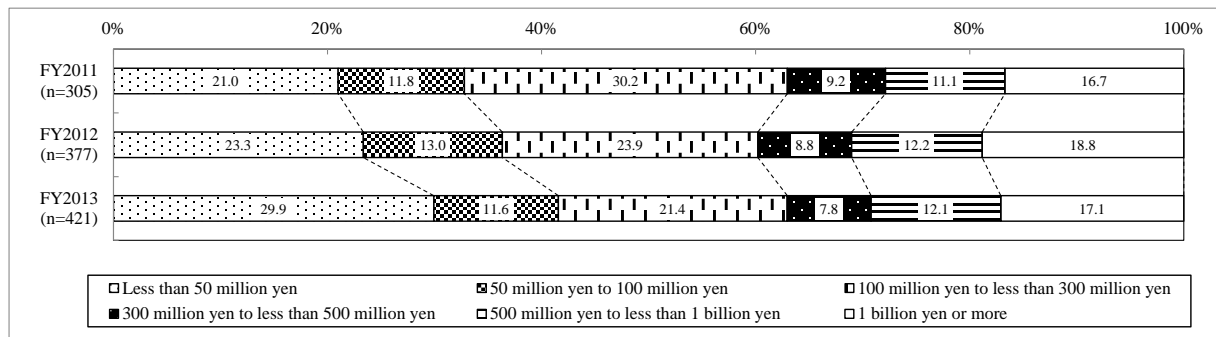 0% 20% 40% 60% 80% 100%
FY2011
(n=305)
21.0 11.8 30.2 9.2 11.1 16.7
FY2012
(n=377)
23.3 13.0 23.9 8.8 12.2 18.8
FY2013
(n=421)
29.9 11.6 21.4 7.8 12.1 17.1
Less than 50 million yen 50 million yen to 100 million yen 100 million yen to less than 300 million yen
300 million yen to less than 500 million yen 500 million yen to less than 1 billion yen 1 billion yen or more